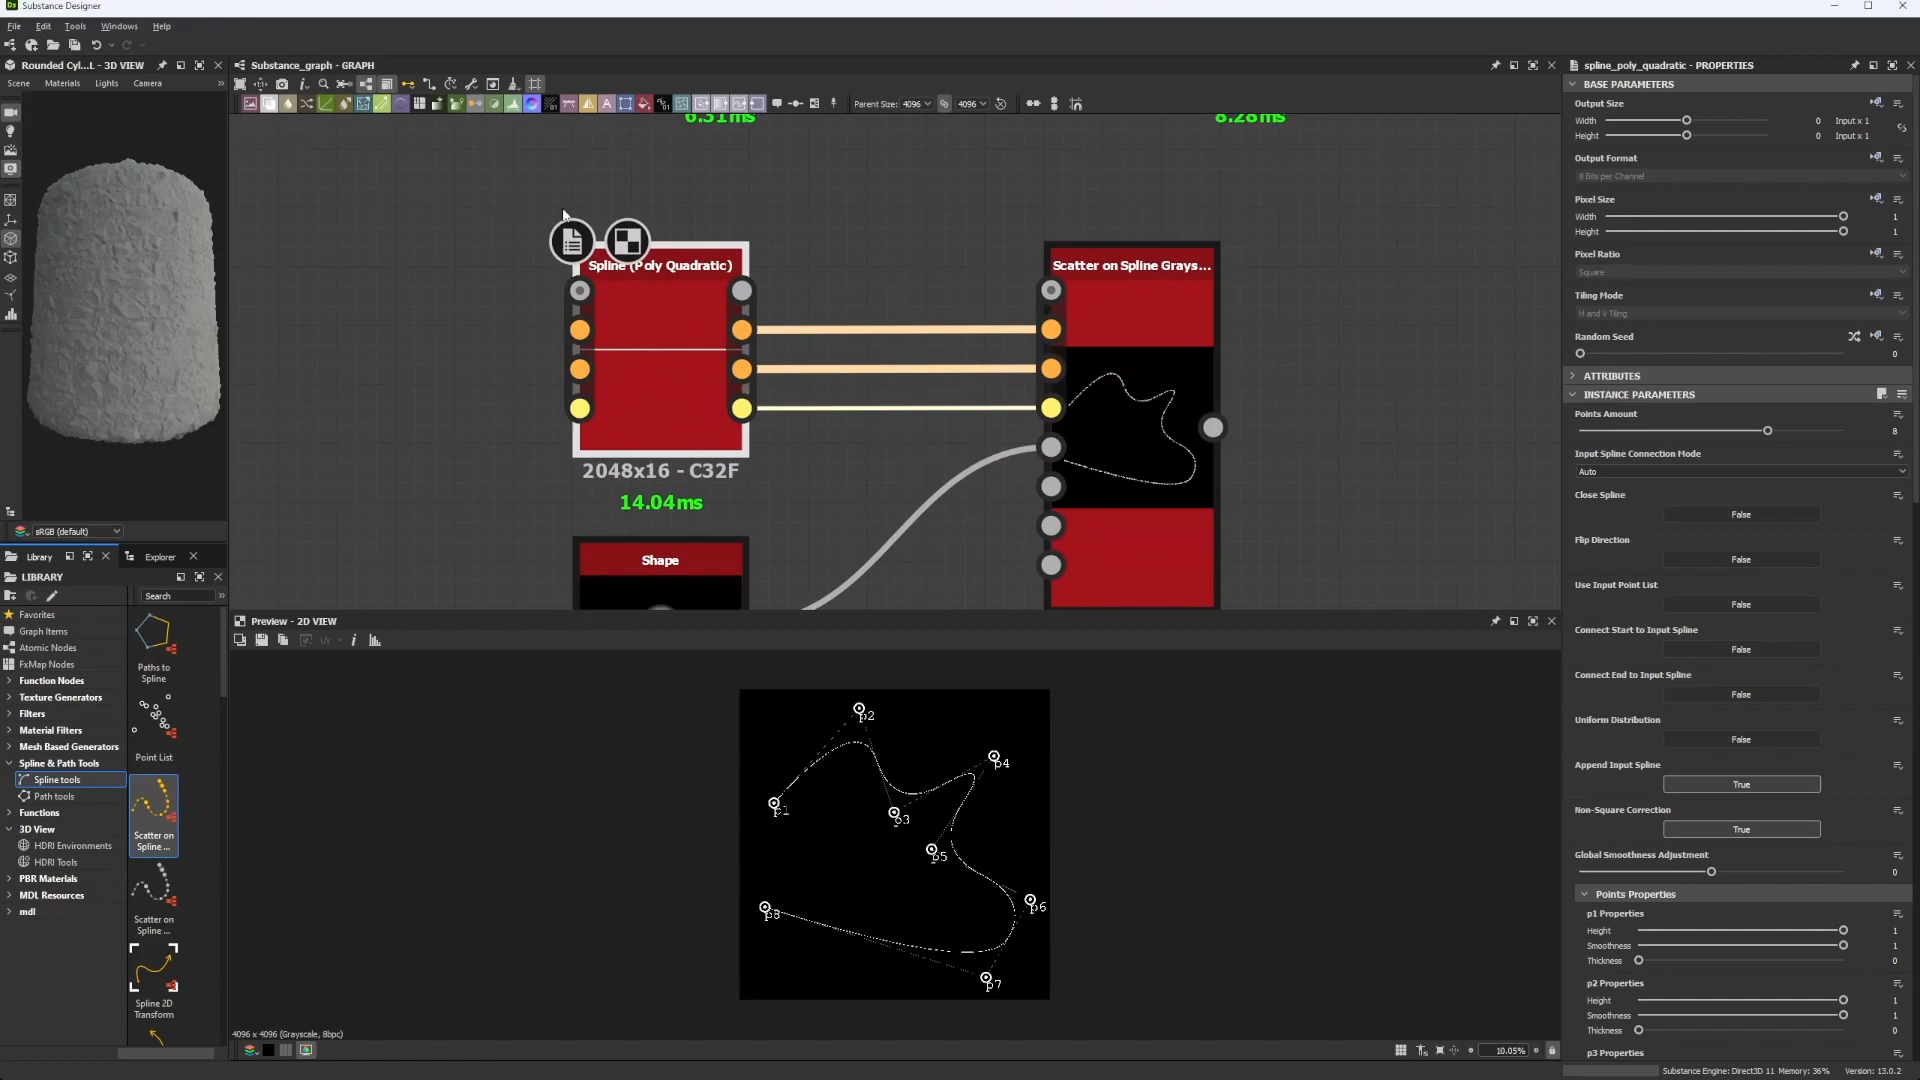 Substance Designer
File Edit Tools Windows Help
Rounded Cyl...L - 3D VIEW
Scene Materials Lights Camera
sRGB (default)
Library Explorer
LIBRARY
Search
Favorites
Graph Items
Atomic Nodes
FxMap Nodes
Function Nodes
Texture Generators
Filters
Material Filters
Mesh Based Generators
Spline & Path Tools
Spline tools
Path tools
Functions
3D View
HDRI Environments
HDRI Tools
PBR Materials
MDL Resources
mdl
Paths to
Spline
Point List
Scatter on
Spline ...
Scatter on
Spline ...
Spline 2D
Transform
Substance_graph - GRAPH
Parent Size: 4096 4096
6.31ms
8.28ms
Spline (Poly Quadratic)
2048x16 - C32F
14.04ms
Shape
Scatter on Spline Grays...
Preview - 2D VIEW
p1
p2
p3
p4
p5
p6
p7
p8
4096 x 4096 (Grayscale, 8bpc)
10.05%
spline_poly_quadratic - PROPERTIES
BASE PARAMETERS
Output Size
Width 0 Input x 1
Height 0 Input x 1
Output Format
8 Bits per Channel
Pixel Size
Width 1
Height 1
Pixel Ratio
Square
Tiling Mode
H and V Tiling
Random Seed
0
ATTRIBUTES
INSTANCE PARAMETERS
Points Amount
8
Input Spline Connection Mode
Auto
Close Spline
False
Flip Direction
False
Use Input Point List
False
Connect Start to Input Spline
False
Connect End to Input Spline
False
Uniform Distribution
False
Append Input Spline
True
Non-Square Correction
True
Global Smoothness Adjustment
0
Points Properties
p1 Properties
Height 1
Smoothness 1
Thickness 0
p2 Properties
Height 1
Smoothness 1
Thickness 0
p3 Properties
Substance Engine: Direct3D 11 Memory: 36% Version: 13.0.2